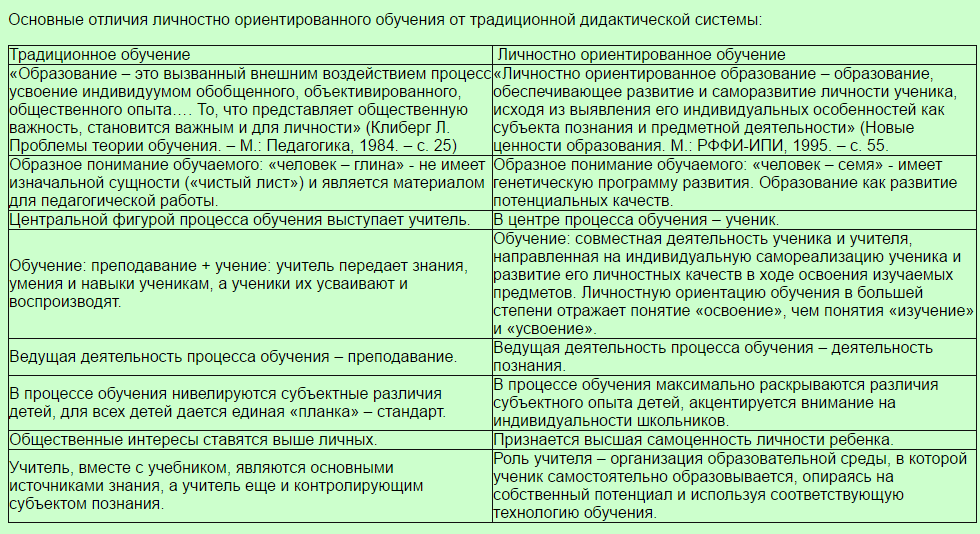 Основные отличия личностно ориентированного обучения от традиционной дидактической системы:
Традиционное обучение
Личностно ориентированное обучение
«Образование – это вызванный внешним воздействием процесс
усвоение индивидуумом обобщенного, объективированного,
общественного опыта…. То, что представляет общественную
важность, становится важным и для личности» (Клиберг Л.
Проблемы теории обучения. – М.: Педагогика, 1984. – с. 25)
«Личностно ориентированное образование – образование,
обеспечивающее развитие и саморазвитие личности ученика,
исходя из выявления его индивидуальных особенностей как
субъекта познания и предметной деятельности» (Новые
ценности образования. М.: РФФИ-ИПИ, 1995. – с. 55.
Образное понимание обучаемого: «человек – глина» - не имеет
изначальной сущности («чистый лист») и является материалом
для педагогической работы.
Образное понимание обучаемого: «человек – семя» - имеет
генетическую программу развития. Образование как развитие
потенциальных качеств.
Центральной фигурой процесса обучения выступает учитель.
В центре процесса обучения – ученик.
Обучение: преподавание + учение: учитель передает знания,
умения и навыки ученикам, а ученики их усваивают и
воспроизводят.
Обучение: совместная деятельность ученика и учителя,
направленная на индивидуальную самореализацию ученика и
развитие его личностных качеств в ходе освоения изучаемых
предметов. Личностную ориентацию обучения в большей
степени отражает понятие «освоение», чем понятия «изучение»
и «усвоение».
Ведущая деятельность процесса обучения – преподавание.
Ведущая деятельность процесса обучения – деятельность
познания.
В процессе обучения нивелируются субъектные различия
детей, для всех детей дается единая «планка» – стандарт.
В процессе обучения максимально раскрываются различия
субъектного опыта детей, акцентируется внимание на
индивидуальности школьников.
Общественные интересы ставятся выше личных.
Признается высшая самоценность личности ребенка.
Учитель, вместе с учебником, являются основными
источниками знания, а учитель еще и контролирующим
субъектом познания.
Роль учителя – организация образовательной среды, в которой
ученик самостоятельно образовывается, опираясь на
собственный потенциал и используя соответствующую
технологию обучения.